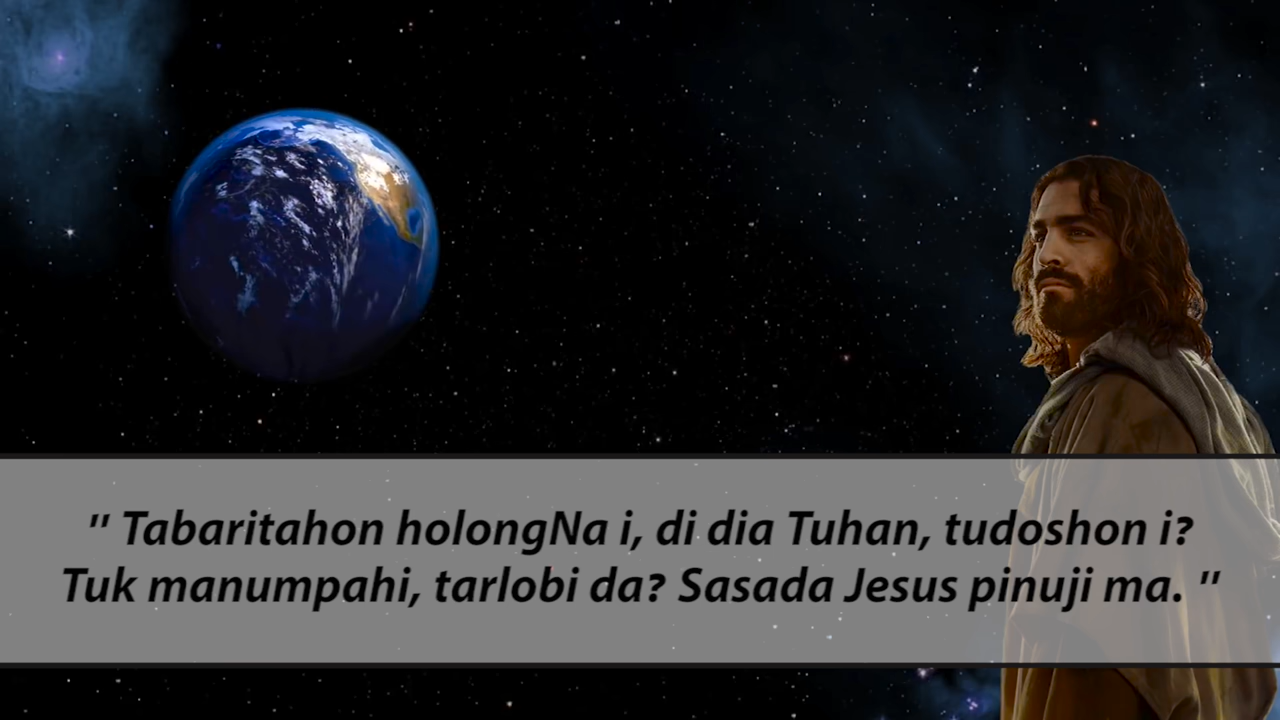 " Tabaritahon holongNa i, di dia Tuhan, tudoshon i?
Tuk manumpahi, tarlobi da? Sasada Jesus pinuji ma. "